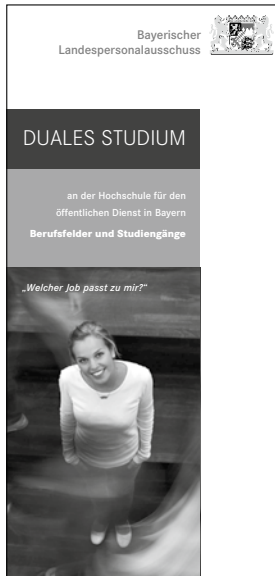 Bayerischer
Landespersonalausschuss
DUALES STUDIUM
an der Hochschule für den
öffentlichen Dienst in Bayern
Berufsfelder und Studiengänge
„Welcher Job passt zu mir?“